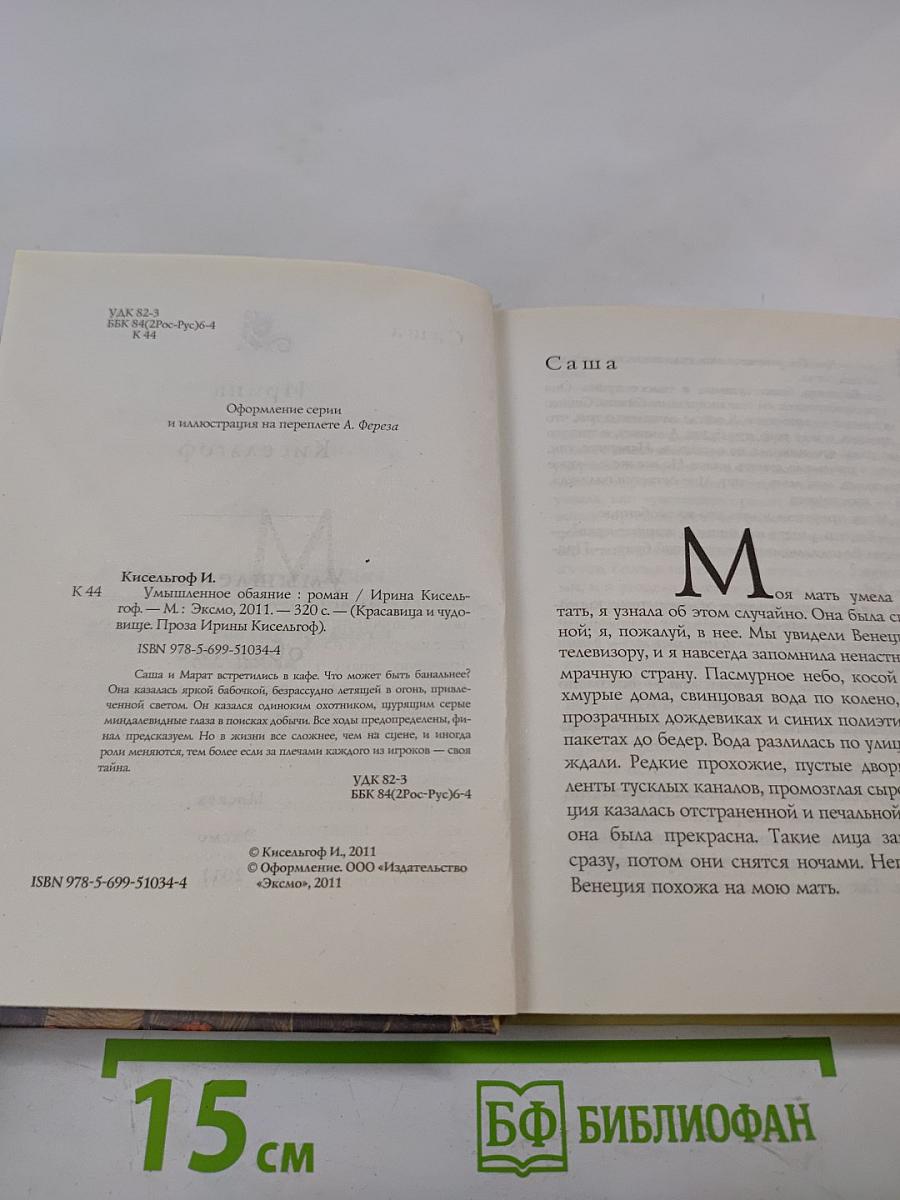 УДК 82-3
ББК 84(2Рос-Рус)6-4
К 44
Оформление серии
и иллюстрация на переплете А. Фереза
Кисельгоф И.
К 44 Умышленное обаяние : роман / Ирина Кисель-
гоф. — М. : Эксмо, 2011. — 320 с. — (Красавица и чудо-
вище. Проза Ирины Кисельгоф).
ISBN 978-5-699-51034-4
Саша и Марат встретились в кафе. Что может быть банальнее?
Она казалась яркой бабочкой, безрассудно летящей в огонь, привле-
ченной светом. Он казался одиноким охотником, щурящим серые
миндалевидные глаза в поисках добычи. Все ходы предопределены, фи-
нал предсказуем. Но в жизни все сложнее, чем на сцене, и иногда
роли меняются, тем более если за плечами каждого из игроков — своя
тайна.
УДК 82-3
ББК 84(2Рос-Рус)6-4
© Кисельгоф И., 2011
© Оформление. ООО «Издательство
«Эксмо», 2011
ISBN 978-5-699-51034-4
Саша
Моя мать умела
тать, я узнала об этом случайно. Она была
ной; я, пожалуй, в нее. Мы увидели
телевизору, и я навсегда запомнила
мрачную страну. Пасмурное небо, косой
хмурые дома, свинцовая вода по колено,
прозрачных дождевиках и синих
пакетах до бедер. Вода разлилась по
ждали. Редкие прохожие, пустые
ленты тусклых каналов, промозглая
ция казалась отстраненной и печальной
она была прекрасна. Такие лица
сразу, потом они снятся ночами.
Венеция похожа на мою мать.
15 см
БФ БИБЛИОФАН